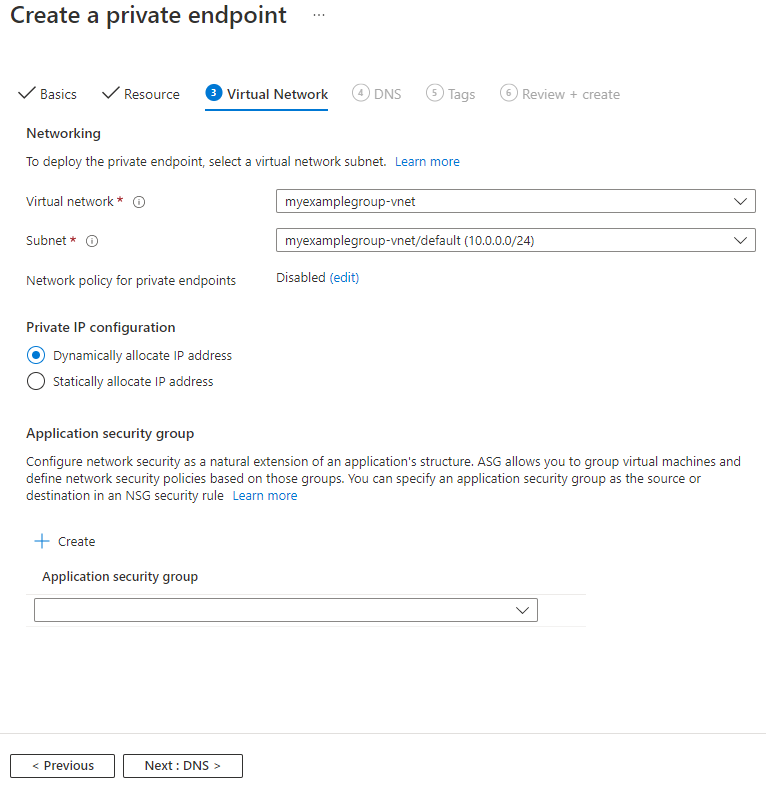 Create a private endpoint ...
Basics Resource 3 Virtual Network 4 DNS 5 Tags 6 Review + create
Networking
To deploy the private endpoint, select a virtual network subnet. Learn more
Virtual network * myexamplegroup-vnet
Subnet * myexamplegroup-vnet/default (10.0.0.0/24)
Network policy for private endpoints Disabled (edit)
Private IP configuration
Dynamically allocate IP address
Statically allocate IP address
Application security group
Configure network security as a natural extension of an application's structure. ASG allows you to group virtual machines and
define network security policies based on those groups. You can specify an application security group as the source or
destination in an NSG security rule Learn more
+ Create
Application security group
< Previous Next : DNS >